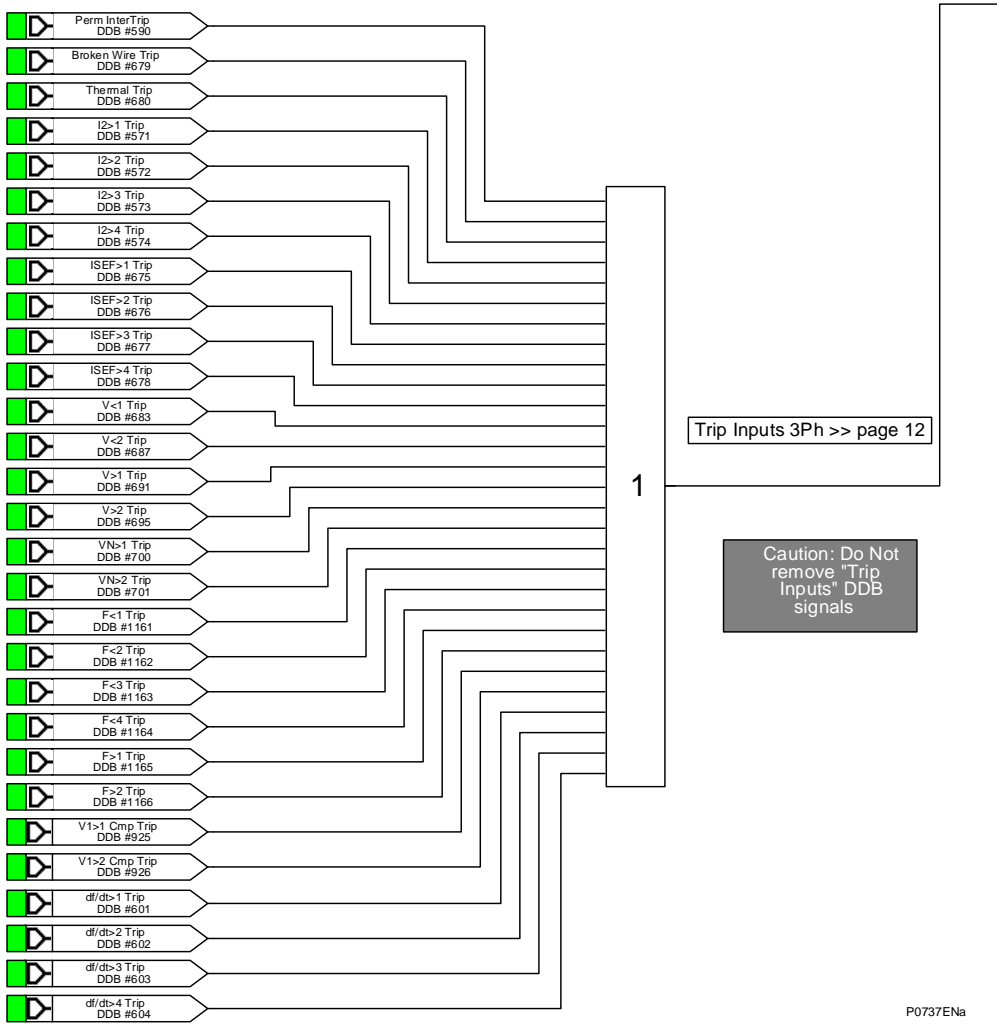 Perm InterTrip
DDB #590
Broken Wire Trip
DDB #679
Thermal Trip
DDB #680
I2>1 Trip
DDB #571
I2>2 Trip
DDB #572
I2>3 Trip
DDB #573
I2>4 Trip
DDB #574
ISEF>1 Trip
DDB #675
ISEF>2 Trip
DDB #676
ISEF>3 Trip
DDB #677
ISEF>4 Trip
DDB #678
V<1 Trip
DDB #683
V<2 Trip
DDB #687
V>1 Trip
DDB #691
V>2 Trip
DDB #695
VN>1 Trip
DDB #700
VN>2 Trip
DDB #701
F<1 Trip
DDB #1161
F<2 Trip
DDB #1162
F<3 Trip
DDB #1163
F<4 Trip
DDB #1164
F>1 Trip
DDB #1165
F>2 Trip
DDB #1166
V1>1 Cmp Trip
DDB #925
V1>2 Cmp Trip
DDB #926
df/dt>1 Trip
DDB #601
df/dt>2 Trip
DDB #602
df/dt>3 Trip
DDB #603
df/dt>4 Trip
DDB #604
1
Trip Inputs 3Ph >> page 12
Caution: Do Not
remove "Trip
Inputs" DDB
signals
P0737ENa